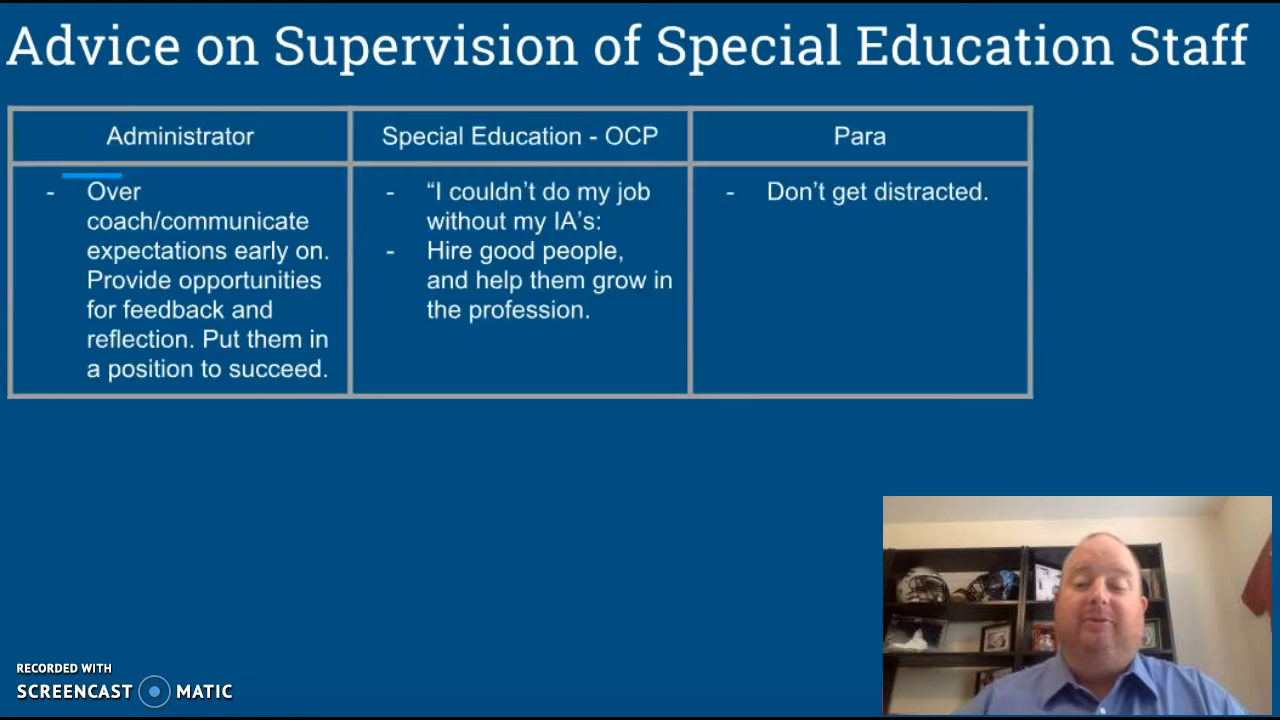 Advice on Supervision of Special Education Staff
Administrator
Special Education - OCP
Para
- Over
coach/communicate
expectations early on.
Provide opportunities
for feedback and
reflection. Put them in
a position to succeed.
- “I couldn’t do my job
without my IA’s:
- Hire good people,
and help them grow in
the profession.
- Don’t get distracted.
RECORDED WITH
SCREENCAST MATIC